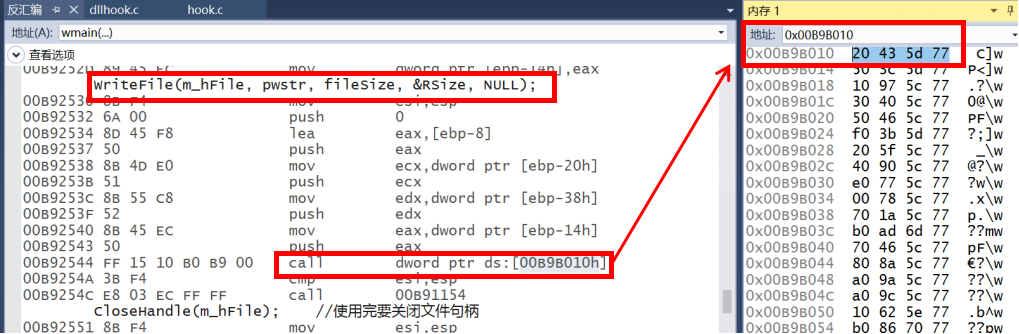 反汇编 dllhook.c hook.c
地址(A): wmain(...)
查看选项
00B9252D 89 45 EC mov dword ptr [ebp-14h],eax
WriteFile(m_hFile, pwstr, fileSize, &RSize, NULL);
00B92530 8B F4 mov esi,esp
00B92532 6A 00 push 0
00B92534 8D 45 F8 lea eax,[ebp-8]
00B92537 50 push eax
00B92538 8B 4D E0 mov ecx,dword ptr [ebp-20h]
00B9253B 51 push ecx
00B9253C 8B 55 C8 mov edx,dword ptr [ebp-38h]
00B9253F 52 push edx
00B92540 8B 45 EC mov eax,dword ptr [ebp-14h]
00B92543 50 push eax
00B92544 FF 15 10 B0 B9 00 call dword ptr ds:[00B9B010h]
00B9254A 3B F4 cmp esi,esp
00B9254C E8 03 EC FF FF call 00B91154
CloseHandle(m_hFile); //使用完要关闭文件句柄
00B92551 8B F4 mov esi,esp
内存 1
地址: 0x00B9B010
0x00B9B010 20 43 5d 77 C]w
0x00B9B014 50 3c 5d 77 P<]w
0x00B9B018 10 97 5c 77 .?\w
0x00B9B01C 30 40 5c 77 0@\w
0x00B9B020 50 46 5c 77 PF\w
0x00B9B024 f0 3b 5d 77 ?;]w
0x00B9B028 20 5f 5c 77 _\w
0x00B9B02C 40 90 5c 77 @?\w
0x00B9B030 e0 77 5c 77 ?w\w
0x00B9B034 00 78 5c 77 .x\w
0x00B9B038 70 1a 5c 77 p.\w
0x00B9B03C b0 ad 6d 77 ??mw
0x00B9B040 70 46 5c 77 pF\w
0x00B9B044 80 8a 5c 77 €?\w
0x00B9B048 a0 9a 5c 77 ??\w
0x00B9B04C a0 9c 5c 77 ??\w
0x00B9B050 10 62 5e 77 .b^w
0x00B9B054 b0 86 70 77 ??pw